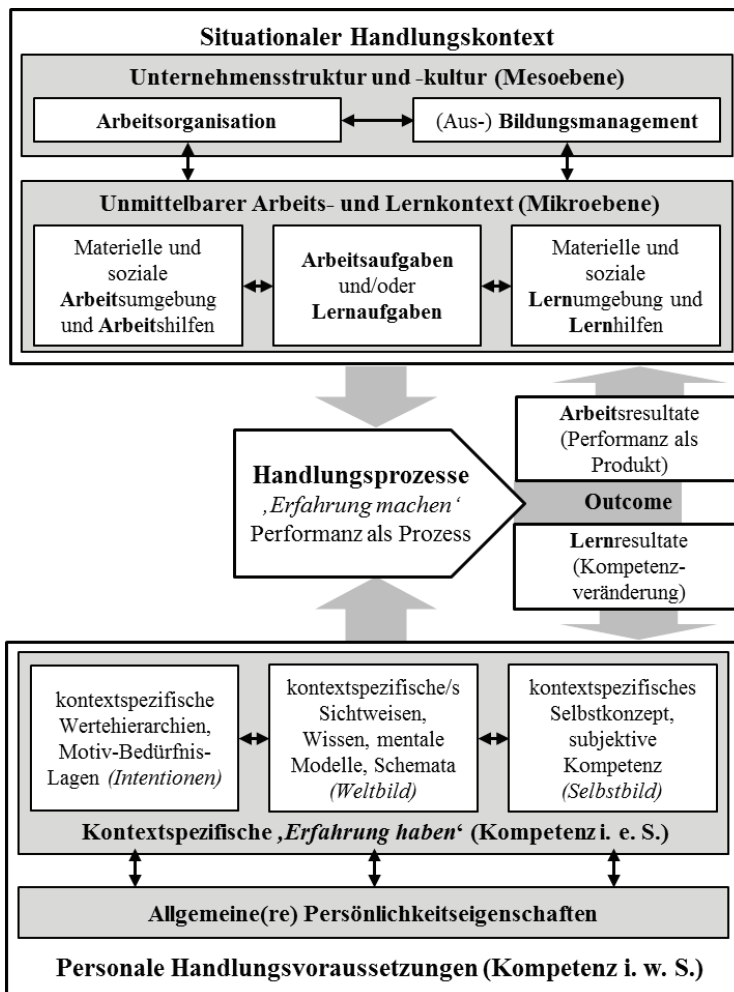 Situationaler Handlungskontext
Unternehmensstruktur und -kultur (Mesoebene)
Arbeitsorganisation
(Aus-) Bildungsmanagement
Unmittelbarer Arbeits- und Lernkontext (Mikroebene)
Materielle und
soziale
Arbeitsumgebung
und Arbeitshilfen
Arbeitsaufgaben
und/oder
Lernaufgaben
Materielle und
soziale
Lernumgebung und
Lernhilfen
Handlungsprozesse
‚Erfahrung machen‘
Performanz als Prozess
Arbeitsresultate
(Performanz als
Produkt)
Outcome
Lernresultate
(Kompetenz-
veränderung)
kontextspezifische
Wertehierarchien,
Motiv-Bedürfnis-
Lagen (Intentionen)
kontextspezifische/s
Sichtweisen,
Wissen, mentale
Modelle, Schemata
(Weltbild)
kontextspezifisches
Selbstkonzept,
subjektive
Kompetenz
(Selbstbild)
Kontextspezifische ‚Erfahrung haben‘ (Kompetenz i. e. S.)
Allgemeine(re) Persönlichkeitseigenschaften
Personale Handlungsvoraussetzungen (Kompetenz i. w. S.)